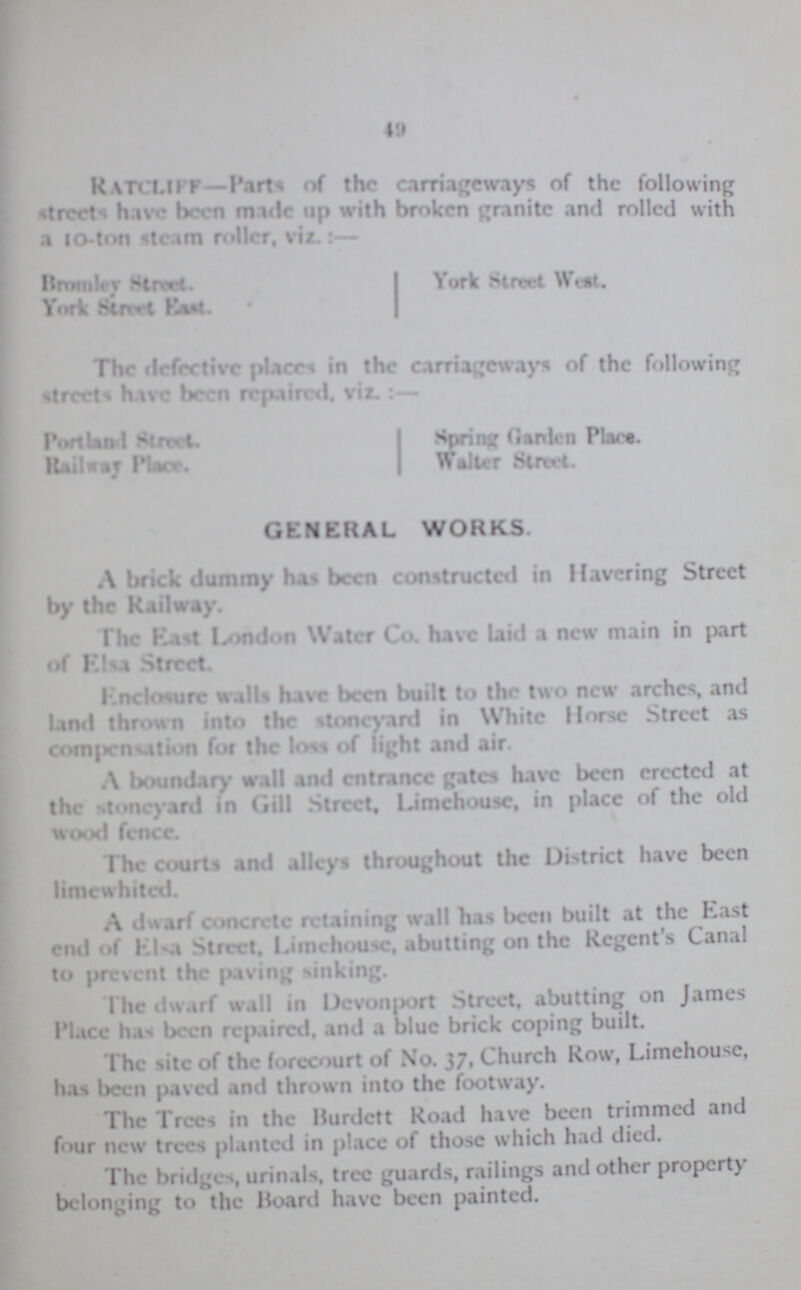 49
RATCLIFF—Parts of the carriageways of the following
streets have been made up with broken granite and rolled with
a 10-ton steam roller, viz. :—
Bromley Street.
York Street East.
York Street West.
The defective places in the carriageways of the following
streets have been repaired, viz. :—
Portland Street.
Railway Place.
Spring Garden Place.
Walter Street.
GENERAL WORKS.
A brick dummy has been constructed in Havering Street
by the Railway.
The East London Water Co. have laid a new main in part
of Elsa Street.
Enclosure walls have been built to the two new arches, and
land thrown into the stoneyard in White Horse Street as
compensation for the loss of light and air.
A boundary wall and entrance gates have been erected at
the stoneyard in Gill Street, Limehouse, in place of the old
wood fence.
The courts and alleys throughout the District have been
limewhited.
A dwarf concrete retaining wall has been built at the East
end of Elsa Street, Limehouse, abutting on the Regent's Canal
to prevent the paving sinking.
The dwarf wall in Devonport Street, abutting on James
Place has been repaired, and a blue brick coping built.
The site of the forecourt of No. 37, Church Row, Limehouse,
has been paved and thrown into the footway.
The Trees in the Burdett Road have been trimmed and
four new trees planted in place of those which had died.
The bridges, urinals, tree guards, railings and other property
belonging to the Board have been painted.